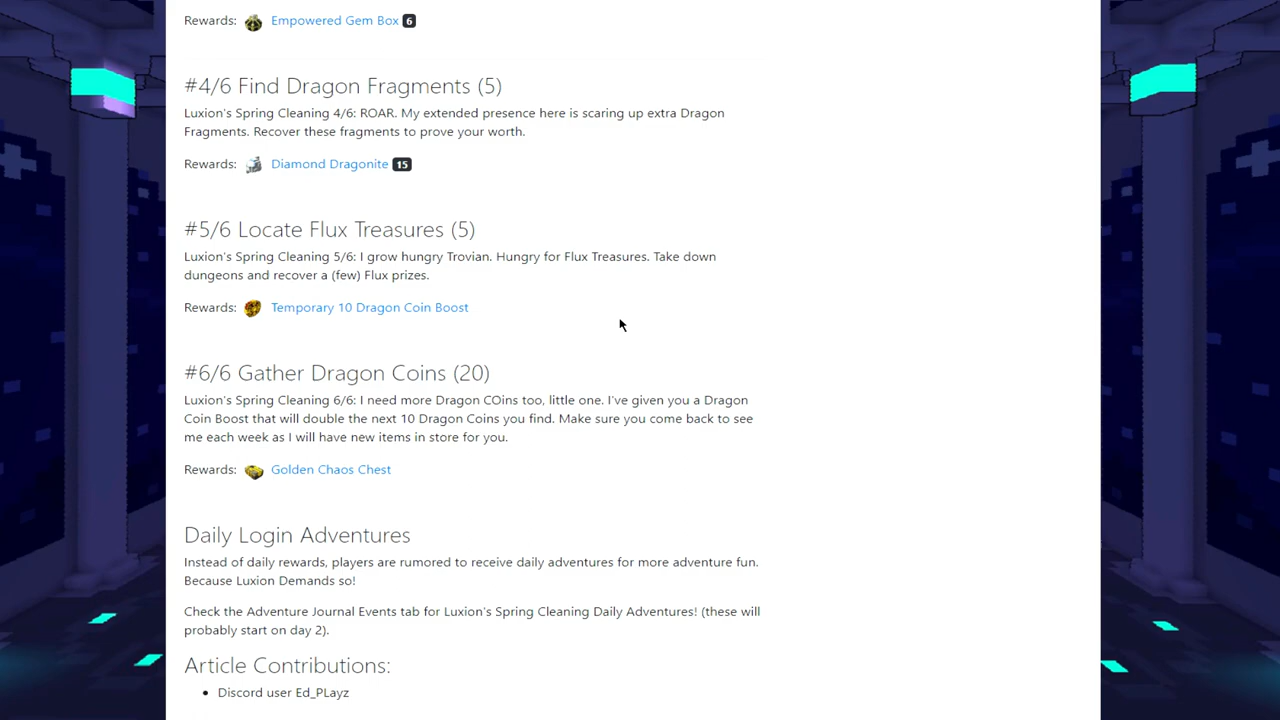 Rewards: Empowered Gem Box 6
#4/6 Find Dragon Fragments (5)
Luxion's Spring Cleaning 4/6: ROAR. My extended presence here is scaring up extra Dragon
Fragments. Recover these fragments to prove your worth.
Rewards: Diamond Dragonite 15
#5/6 Locate Flux Treasures (5)
Luxion's Spring Cleaning 5/6: I grow hungry Trovian. Hungry for Flux Treasures. Take down
dungeons and recover a (few) Flux prizes.
Rewards: Temporary 10 Dragon Coin Boost
#6/6 Gather Dragon Coins (20)
Luxion's Spring Cleaning 6/6: I need more Dragon COins too, little one. I've given you a Dragon
Coin Boost that will double the next 10 Dragon Coins you find. Make sure you come back to see
me each week as I will have new items in store for you.
Rewards: Golden Chaos Chest
Daily Login Adventures
Instead of daily rewards, players are rumored to receive daily adventures for more adventure fun.
Because Luxion Demands so!
Check the Adventure Journal Events tab for Luxion's Spring Cleaning Daily Adventures! (these will
probably start on day 2).
Article Contributions:
• Discord user Ed_PLayz